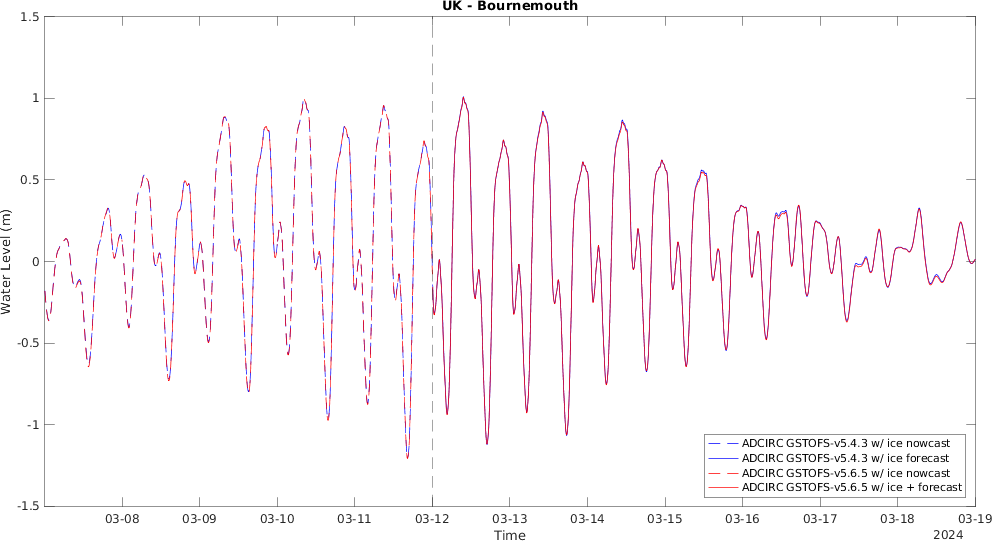 UK - Bournemouth
1.5
1
0.5
0
-0.5
-1
-1.5
Water Level (m)
03-08 03-09 03-10 03-11 03-12 03-13 03-14 03-15 03-16 03-17 03-18 03-19
Time
2024
ADCIRC GSTOFS-v5.4.3 w/ ice nowcast
ADCIRC GSTOFS-v5.4.3 w/ ice forecast
ADCIRC GSTOFS-v5.6.5 w/ ice nowcast
ADCIRC GSTOFS-v5.6.5 w/ ice + forecast